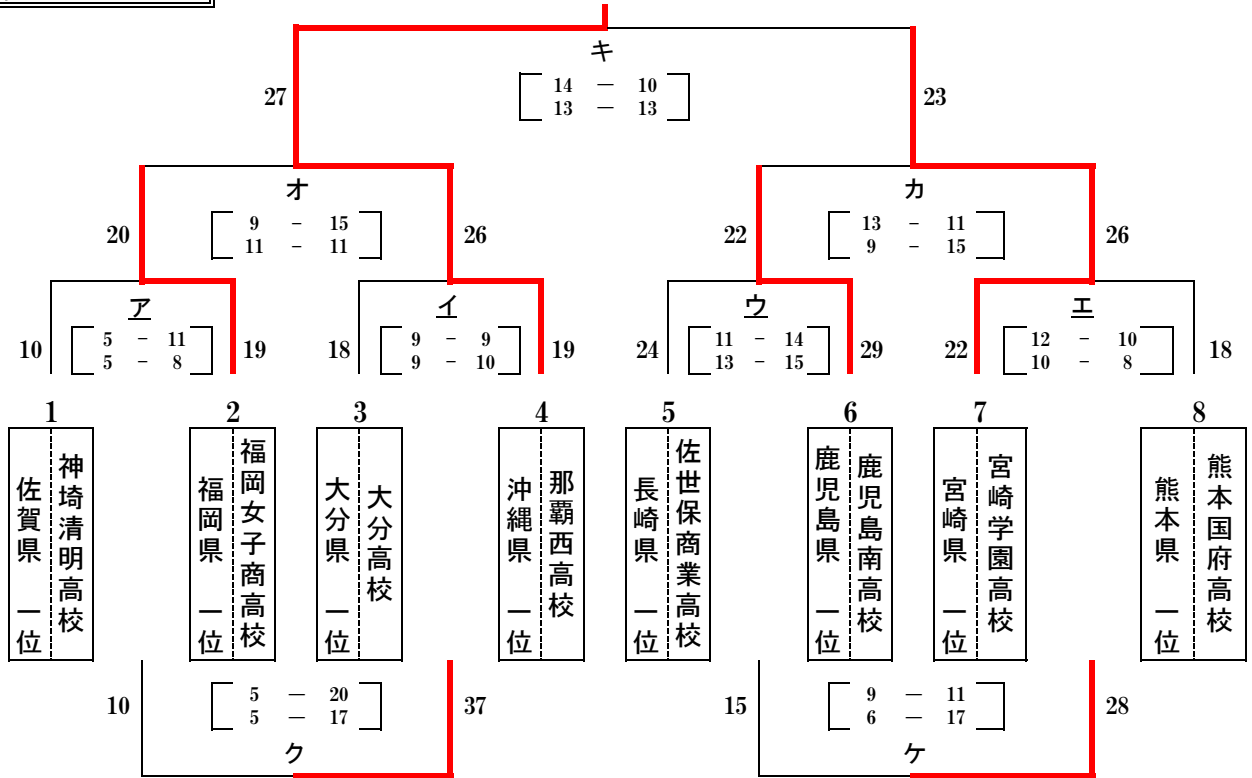 キ
14 － 10
13 － 13
27
23
オ
9 － 15
11 － 11
20
26
カ
13 － 11
9 － 15
22
26
ア
5 － 11
5 － 8
10
19
イ
9 － 9
9 － 10
18
19
ウ
11 － 14
13 － 15
24
29
エ
12 － 10
10 － 8
22
18
1
佐賀県 一位
神埼清明高校
2
福岡県 一位
福岡女子商高校
3
大分県 一位
大分高校
4
沖縄県 一位
那覇西高校
5
長崎県 一位
佐世保商業高校
6
鹿児島県 一位
鹿児島南高校
7
宮崎県 一位
宮崎学園高校
8
熊本県 一位
熊本国府高校
10
5 － 20
5 － 17
37
ク
15
9 － 11
6 － 17
28
ケ